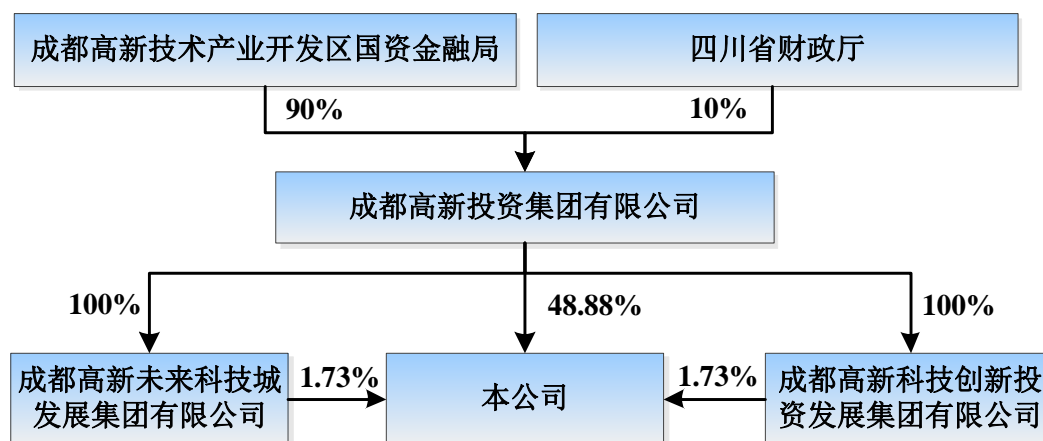 成都高新技术产业开发区国资金融局
四川省财政厅
90%
10%
成都高新投资集团有限公司
100%
48.88%
100%
成都高新未来科技城
发展集团有限公司
1.73%
本公司
1.73%
成都高新科技创新投
资发展集团有限公司